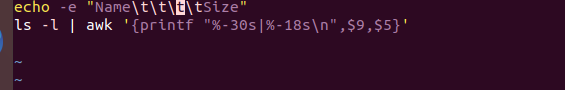 echo -e "Name\t\t\t\tSize"
ls -l | awk '{printf "%-30s|%-18s\n",$9,$5}'
~
~